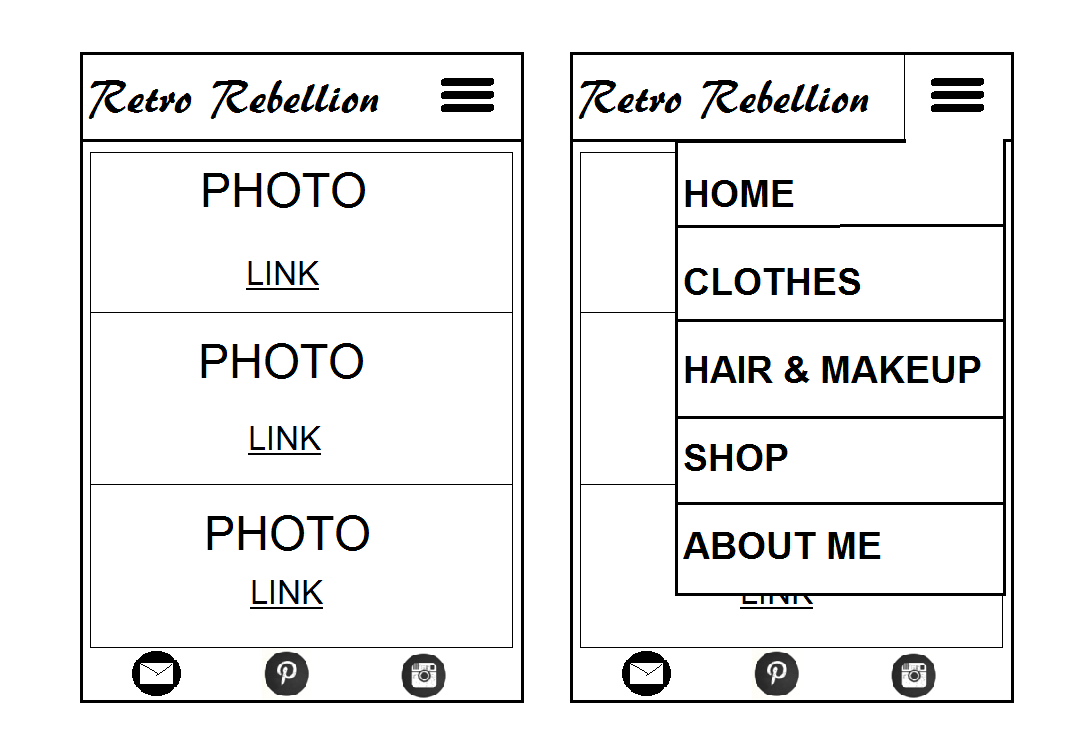 Retro Rebellion
PHOTO
LINK
PHOTO
LINK
PHOTO
LINK
Retro Rebellion
HOME
CLOTHES
HAIR & MAKEUP
SHOP
ABOUT ME
LINK